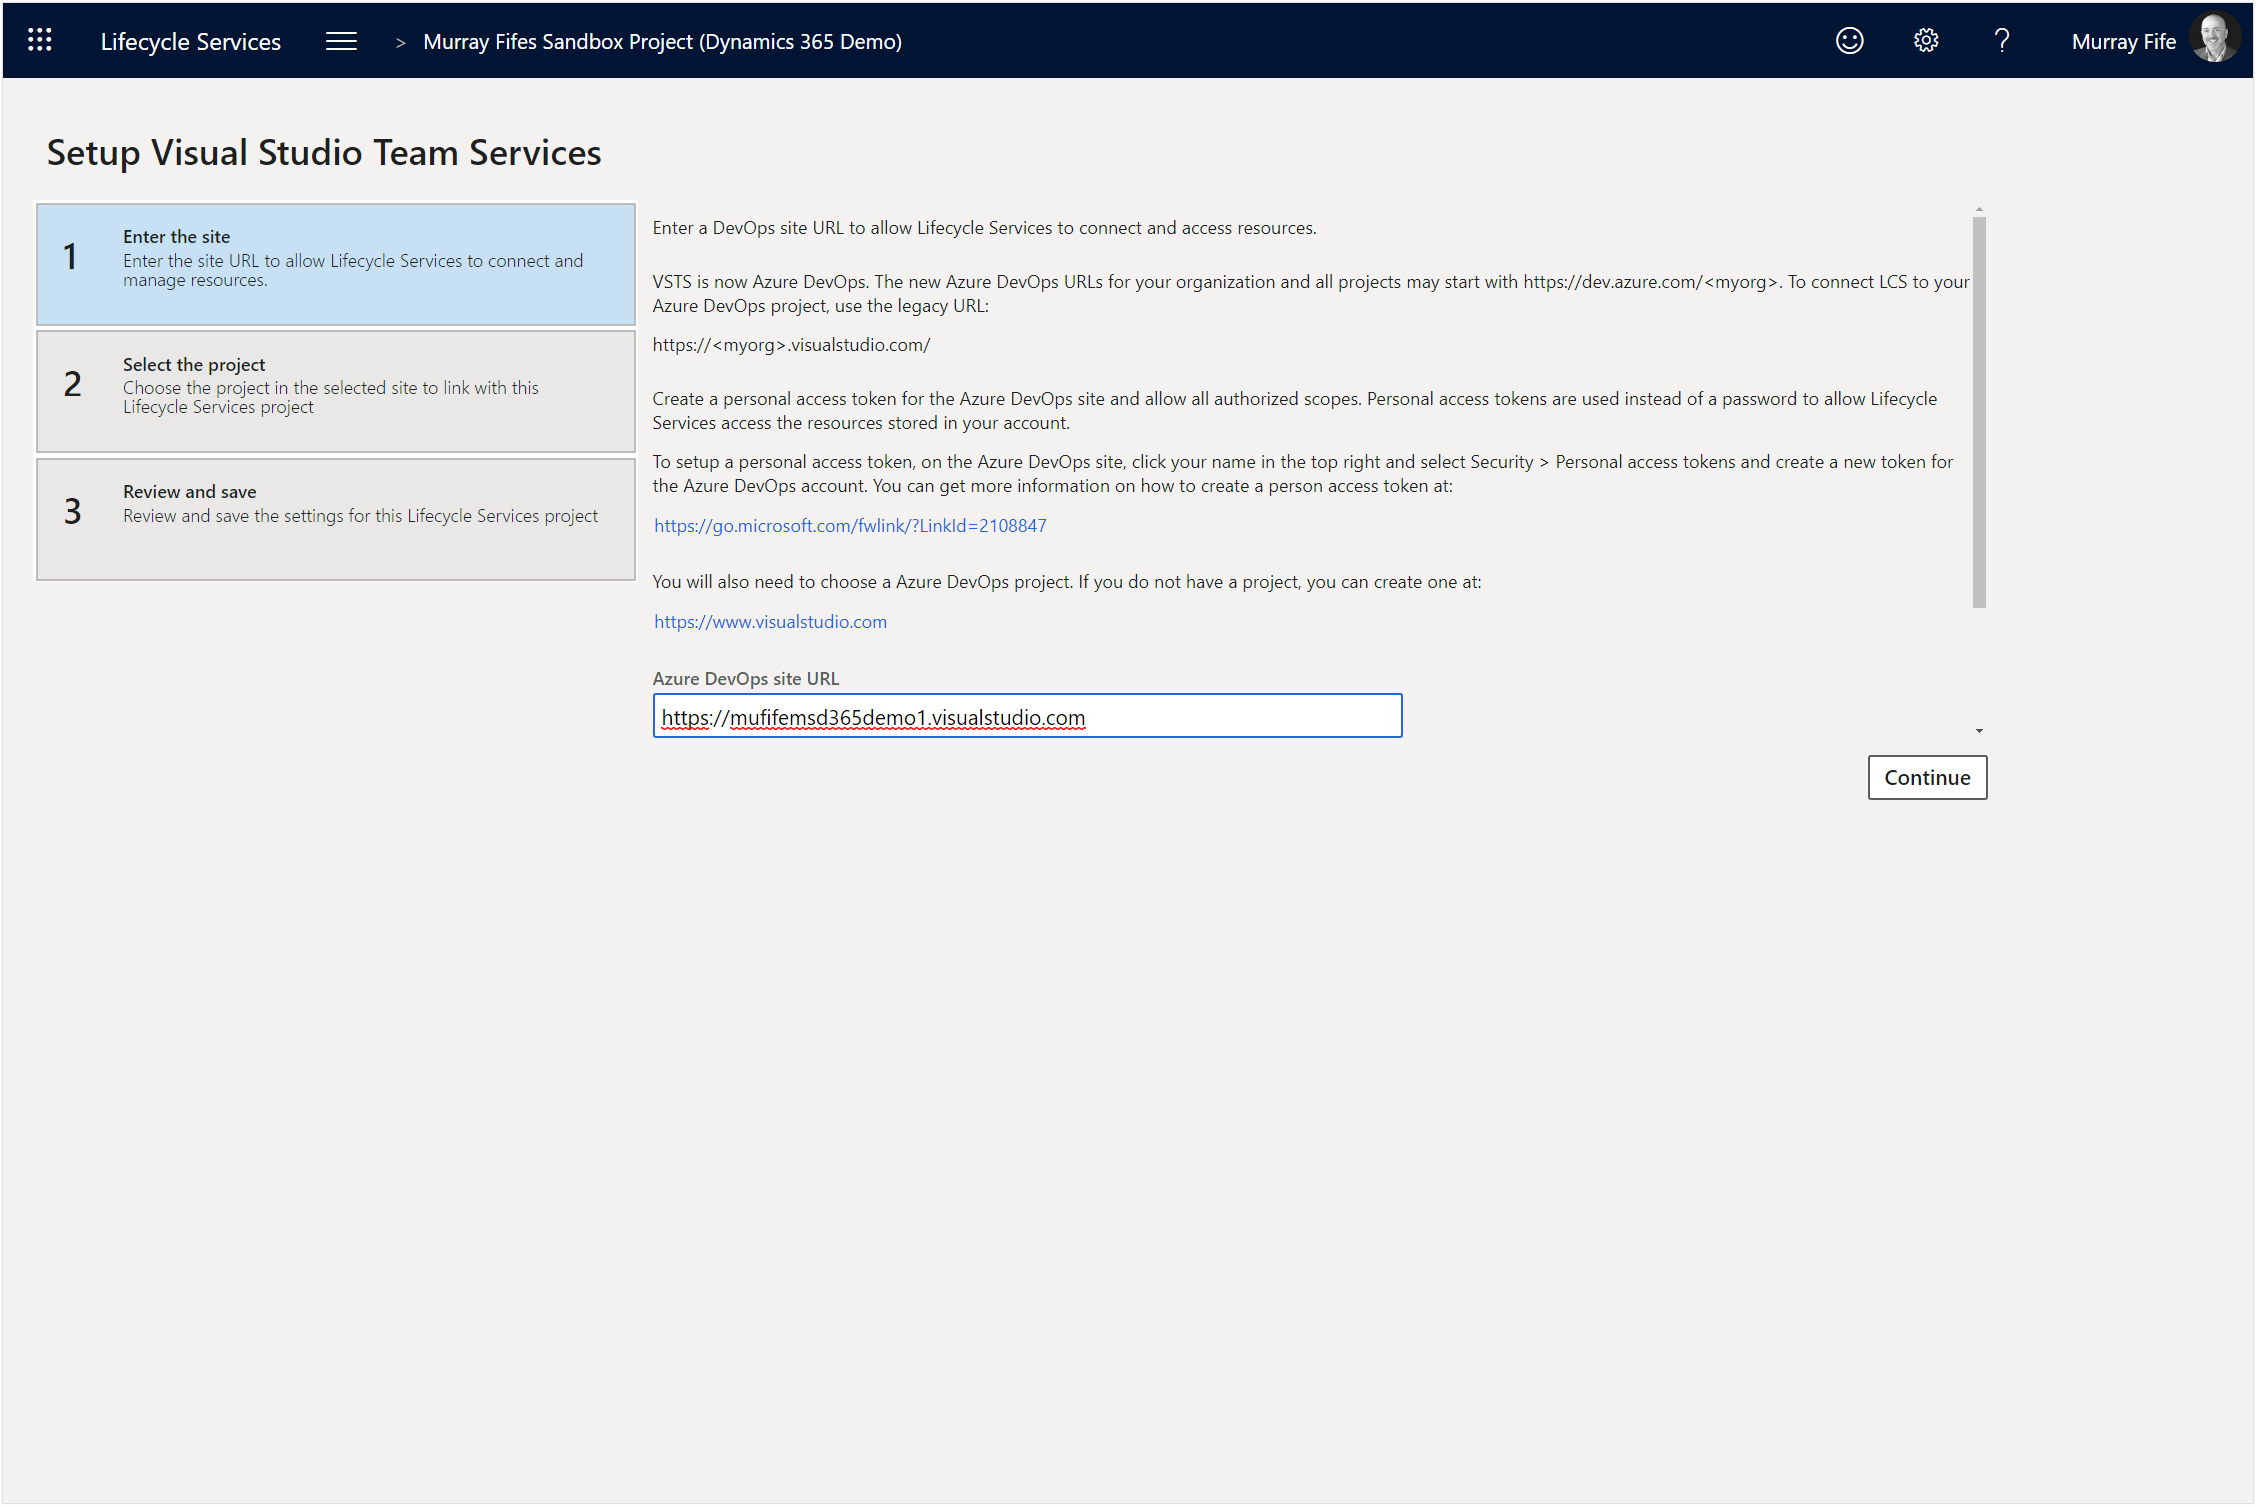 Lifecycle Services > Murray Fifes Sandbox Project (Dynamics 365 Demo) ? Murray Fife
Setup Visual Studio Team Services
1
Enter the site
Enter the site URL to allow Lifecycle Services to connect and
manage resources.
2
Select the project
Choose the project in the selected site to link with this
Lifecycle Services project
3
Review and save
Review and save the settings for this Lifecycle Services project
Enter a DevOps site URL to allow Lifecycle Services to connect and access resources.
VSTS is now Azure DevOps. The new Azure DevOps URLs for your organization and all projects may start with https://dev.azure.com/<myorg>. To connect LCS to your
Azure DevOps project, use the legacy URL:
https://<myorg>.visualstudio.com/
Create a personal access token for the Azure DevOps site and allow all authorized scopes. Personal access tokens are used instead of a password to allow Lifecycle
Services access the resources stored in your account.
To setup a personal access token, on the Azure DevOps site, click your name in the top right and select Security > Personal access tokens and create a new token for
the Azure DevOps account. You can get more information on how to create a person access token at:
https://go.microsoft.com/fwlink/?LinkId=2108847
You will also need to choose a Azure DevOps project. If you do not have a project, you can create one at:
https://www.visualstudio.com
Azure DevOps site URL
https://mufifemsd365demo1.visualstudio.com
Continue